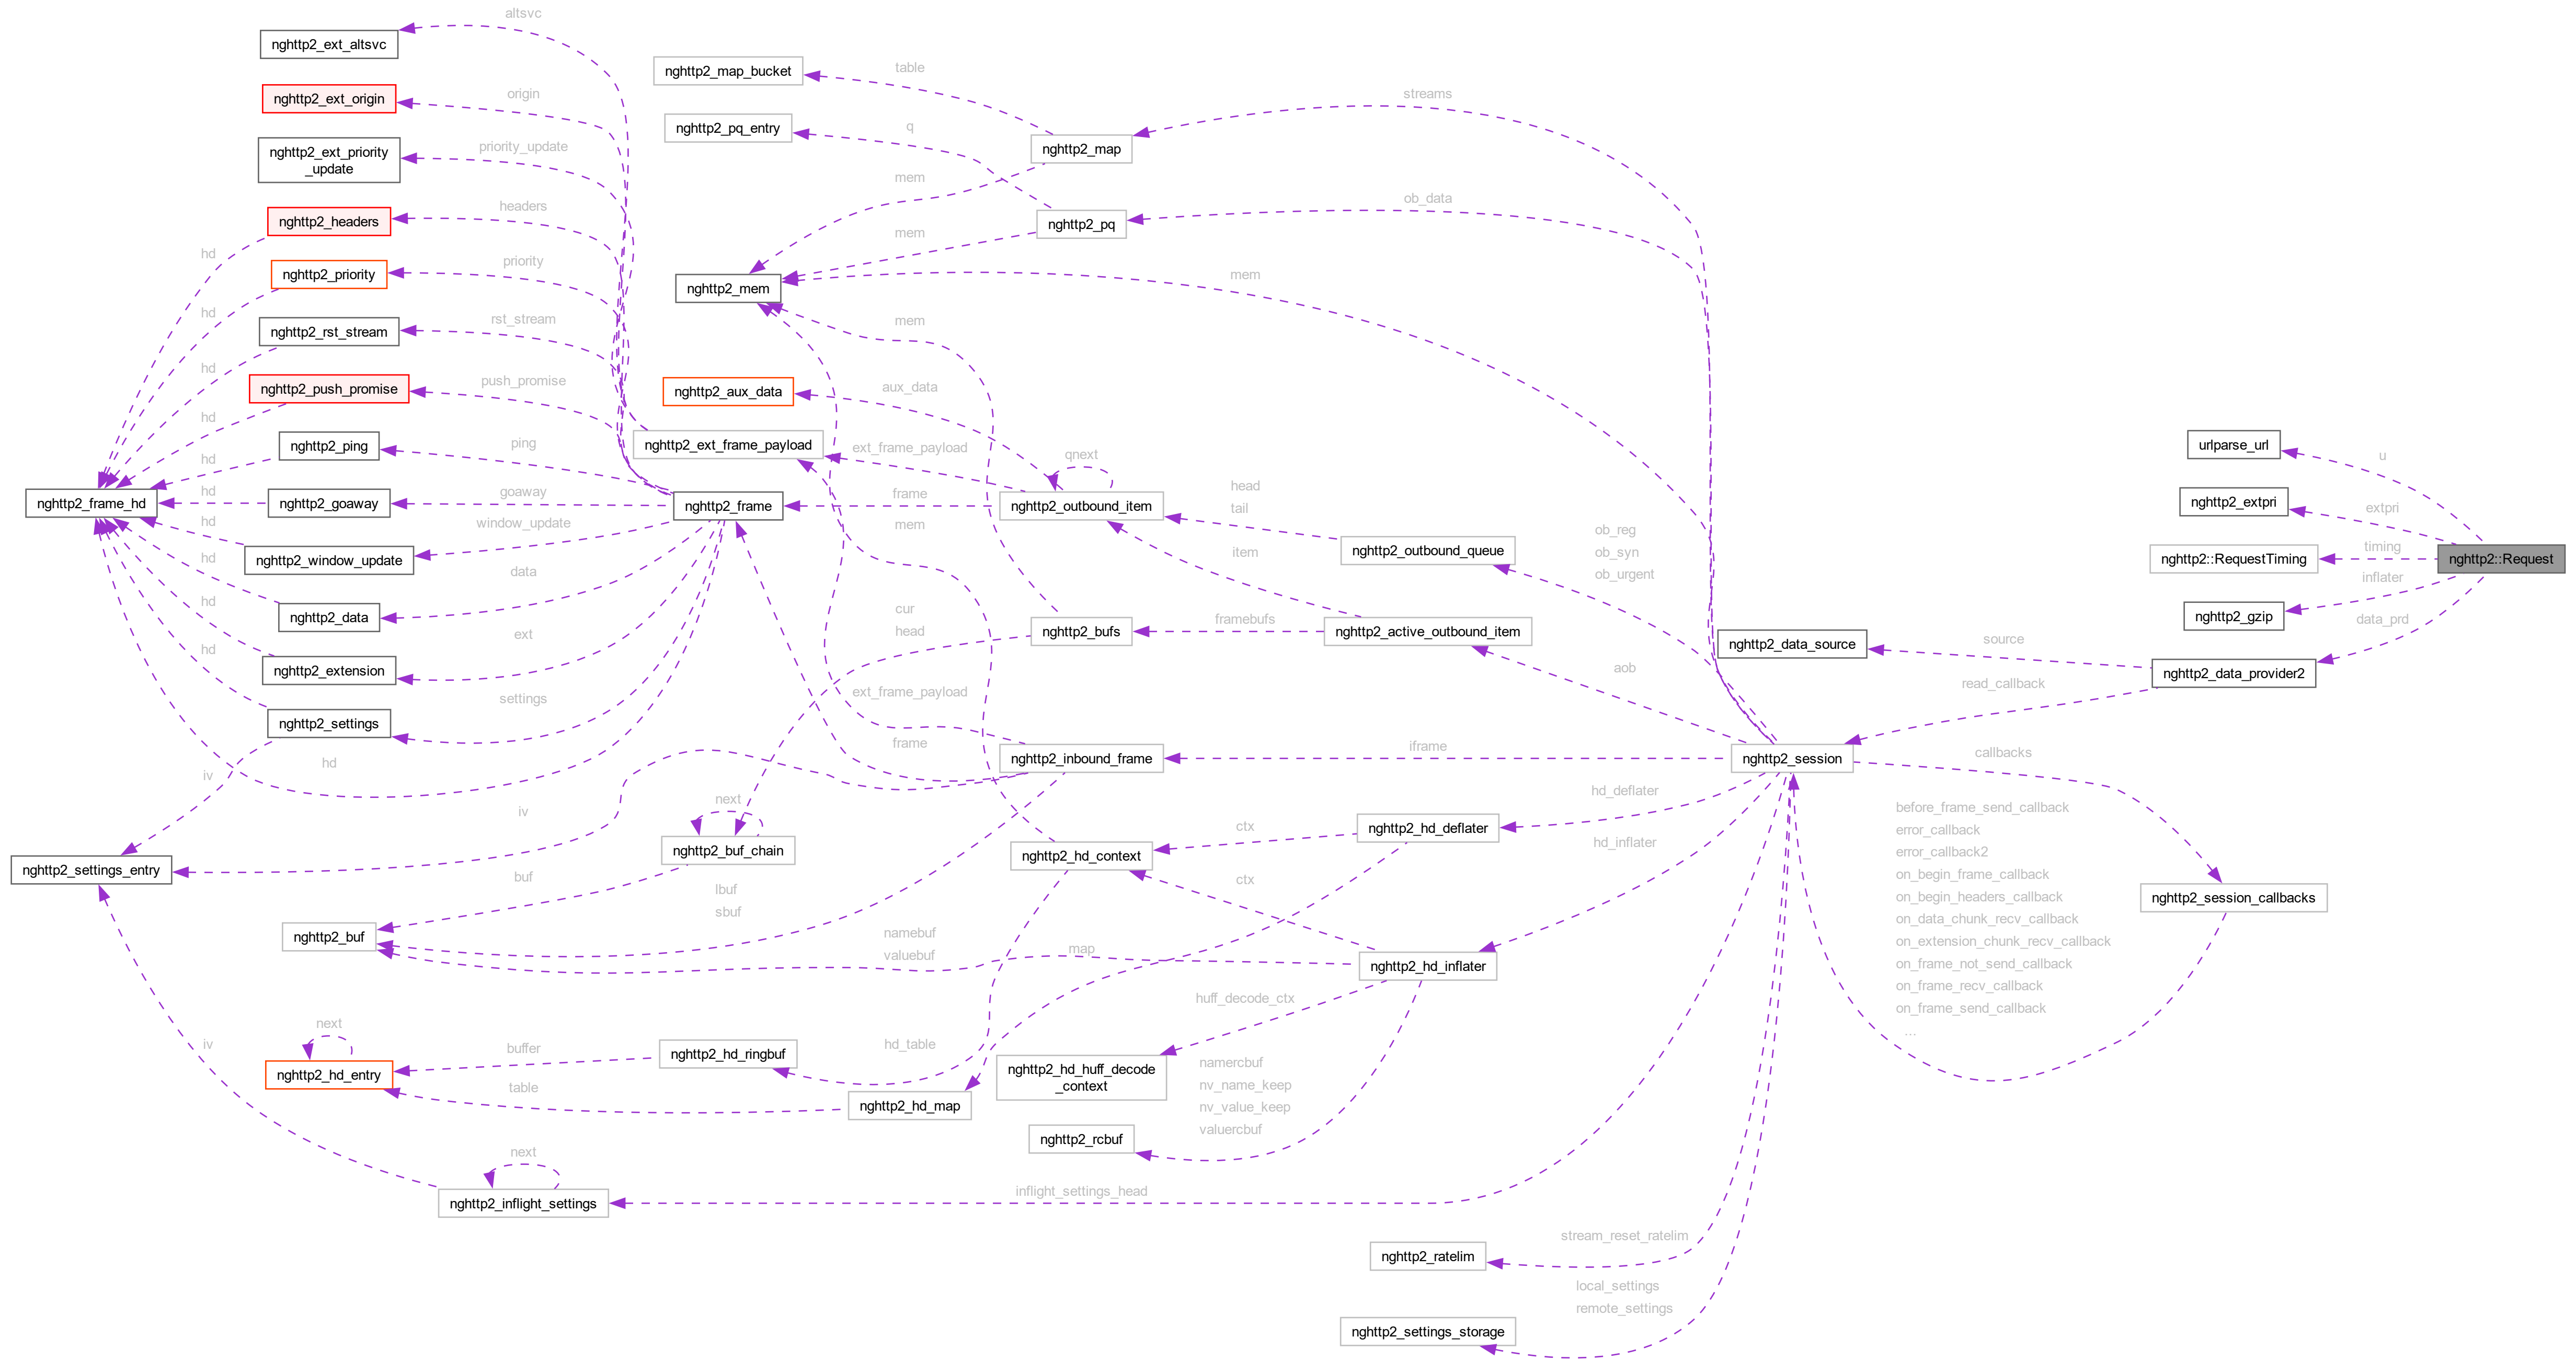 altsvc
nghttp2_ext_altsvc
origin
nghttp2_ext_origin
priority_update
nghttp2_ext_priority
_update
headers
nghttp2_headers
hd
priority
nghttp2_priority
hd
rst_stream
nghttp2_rst_stream
hd
push_promise
nghttp2_push_promise
hd
ping
nghttp2_ping
hd
goaway
nghttp2_goaway
hd
nghttp2_frame_hd
window_update
nghttp2_window_update
hd
data
nghttp2_data
hd
ext
nghttp2_extension
hd
settings
nghttp2_settings
hd
hd
iv
iv
nghttp2_settings_entry
buf
nghttp2_buf
next
nghttp2_hd_entry
buffer
table
iv
next
nghttp2_inflight_settings
nghttp2_map_bucket
table
nghttp2_pq_entry
q
nghttp2_map
mem
nghttp2_pq
mem
nghttp2_mem
mem
mem
nghttp2_aux_data
aux_data
nghttp2_ext_frame_payload
ext_frame_payload
qnext
nghttp2_frame
frame
nghttp2_outbound_item
mem
head
tail
nghttp2_outbound_queue
item
cur
head
nghttp2_bufs
framebufs
nghttp2_active_outbound_item
ext_frame_payload
frame
nghttp2_inbound_frame
iframe
next
nghttp2_buf_chain
lbuf
sbuf
nghttp2_hd_context
ctx
nghttp2_hd_deflater
ctx
namebuf
valuebuf
map
nghttp2_hd_inflater
hd_table
nghttp2_hd_ringbuf
nghttp2_hd_map
huff_decode_ctx
nghttp2_hd_huff_decode
_context
namercbuf
nv_name_keep
nv_value_keep
valuercbuf
nghttp2_rcbuf
inflight_settings_head
streams
ob_data
ob_reg
ob_syn
ob_urgent
aob
hd_deflater
hd_inflater
stream_reset_ratelim
nghttp2_ratelim
local_settings
remote_settings
nghttp2_settings_storage
nghttp2_data_source
source
nghttp2_data_provider2
read_callback
nghttp2_session
callbacks
before_frame_send_callback
error_callback
error_callback2
on_begin_frame_callback
on_begin_headers_callback
on_data_chunk_recv_callback
on_extension_chunk_recv_callback
on_frame_not_send_callback
on_frame_recv_callback
on_frame_send_callback
...
nghttp2_session_callbacks
urlparse_url
u
nghttp2_extpri
extpri
nghttp2::RequestTiming
timing
nghttp2::Request
nghttp2_gzip
inflater
data_prd